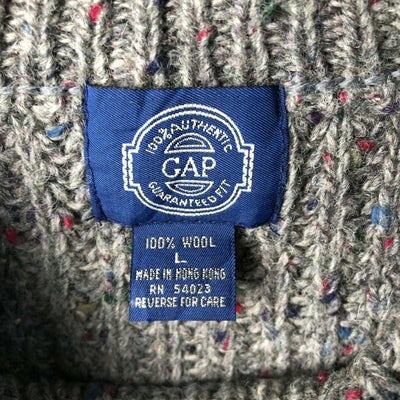 100% AUTHENTIC
GAP
GUARANTEED FIT
100% WOOL
L
MADE IN HONG KONG
RN 54023
REVERSE FOR CARE